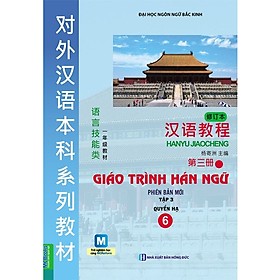 ĐẠI HỌC NGÔN NGỮ BẮC KINH
对外汉语本科系列教材
语言技能类
一年级教材
修订本
汉语教程
HANYU JIAOCHENG
杨寄洲 主编
第三册
GIÁO TRÌNH HÁN NGỮ
PHIÊN BẢN MỚI
TẬP 3
QUYỂN HẠ
6
MCBOOKS
NHÀ XUẤT BẢN HỒNG ĐỨC